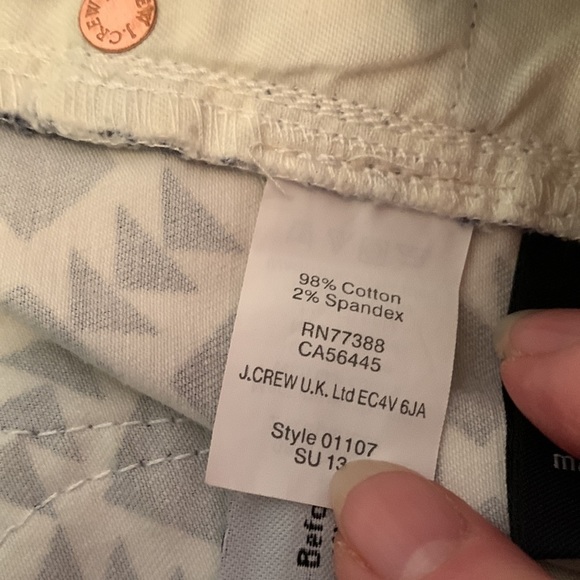 J.CREW
98% Cotton
2% Spandex
RN77388
CA56445
J.CREW U.K. Ltd EC4V 6JA
Style 01107
SU 13